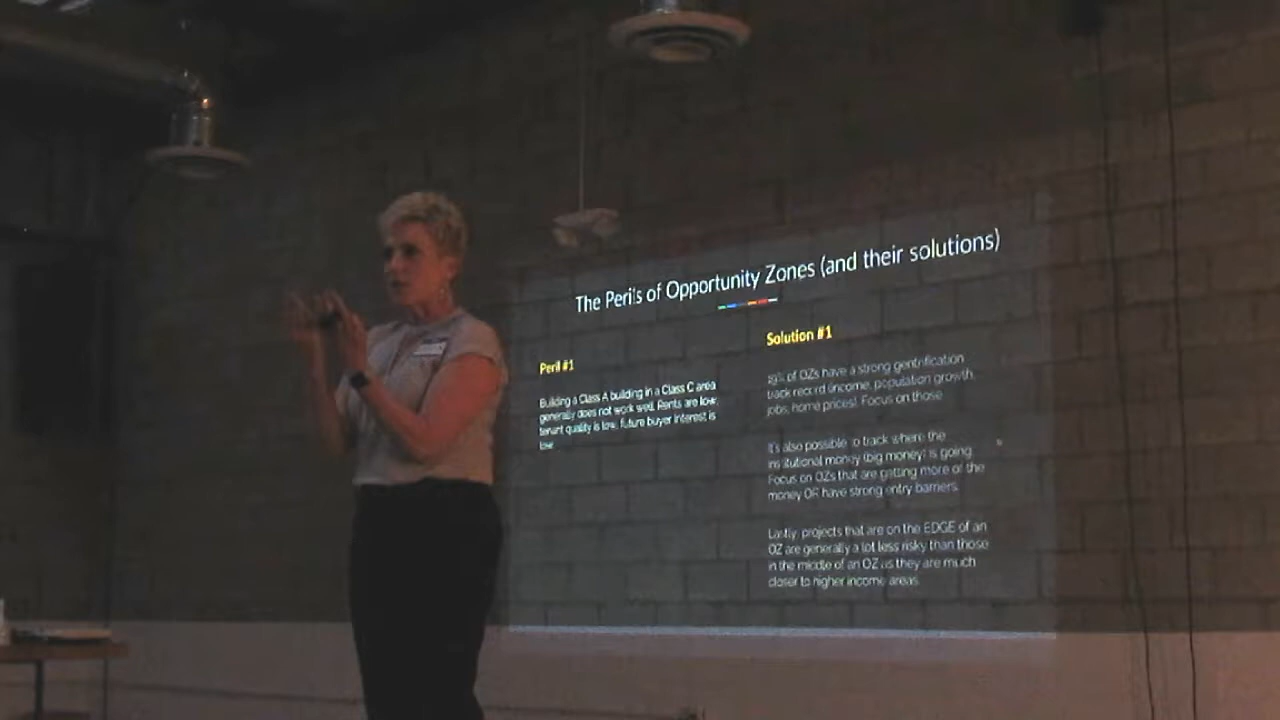 The Perils of Opportunity Zones (and their solutions)
Peril #1
Building a Class A building in a Class C area
generally does not work well. Rents are low,
tenant quality is low, future buyer interest is
low.
Solution #1
19% of OZs have a strong gentrification
track record (income, population growth,
jobs, home prices). Focus on those
It's also possible to track where the
institutional money (big money) is going.
Focus on OZs that are getting more of the
money OR have strong entry barriers.
Lastly, projects that are on the EDGE of an
OZ are generally a lot less risky than those
in the middle of an OZ as they are much
closer to higher income areas.